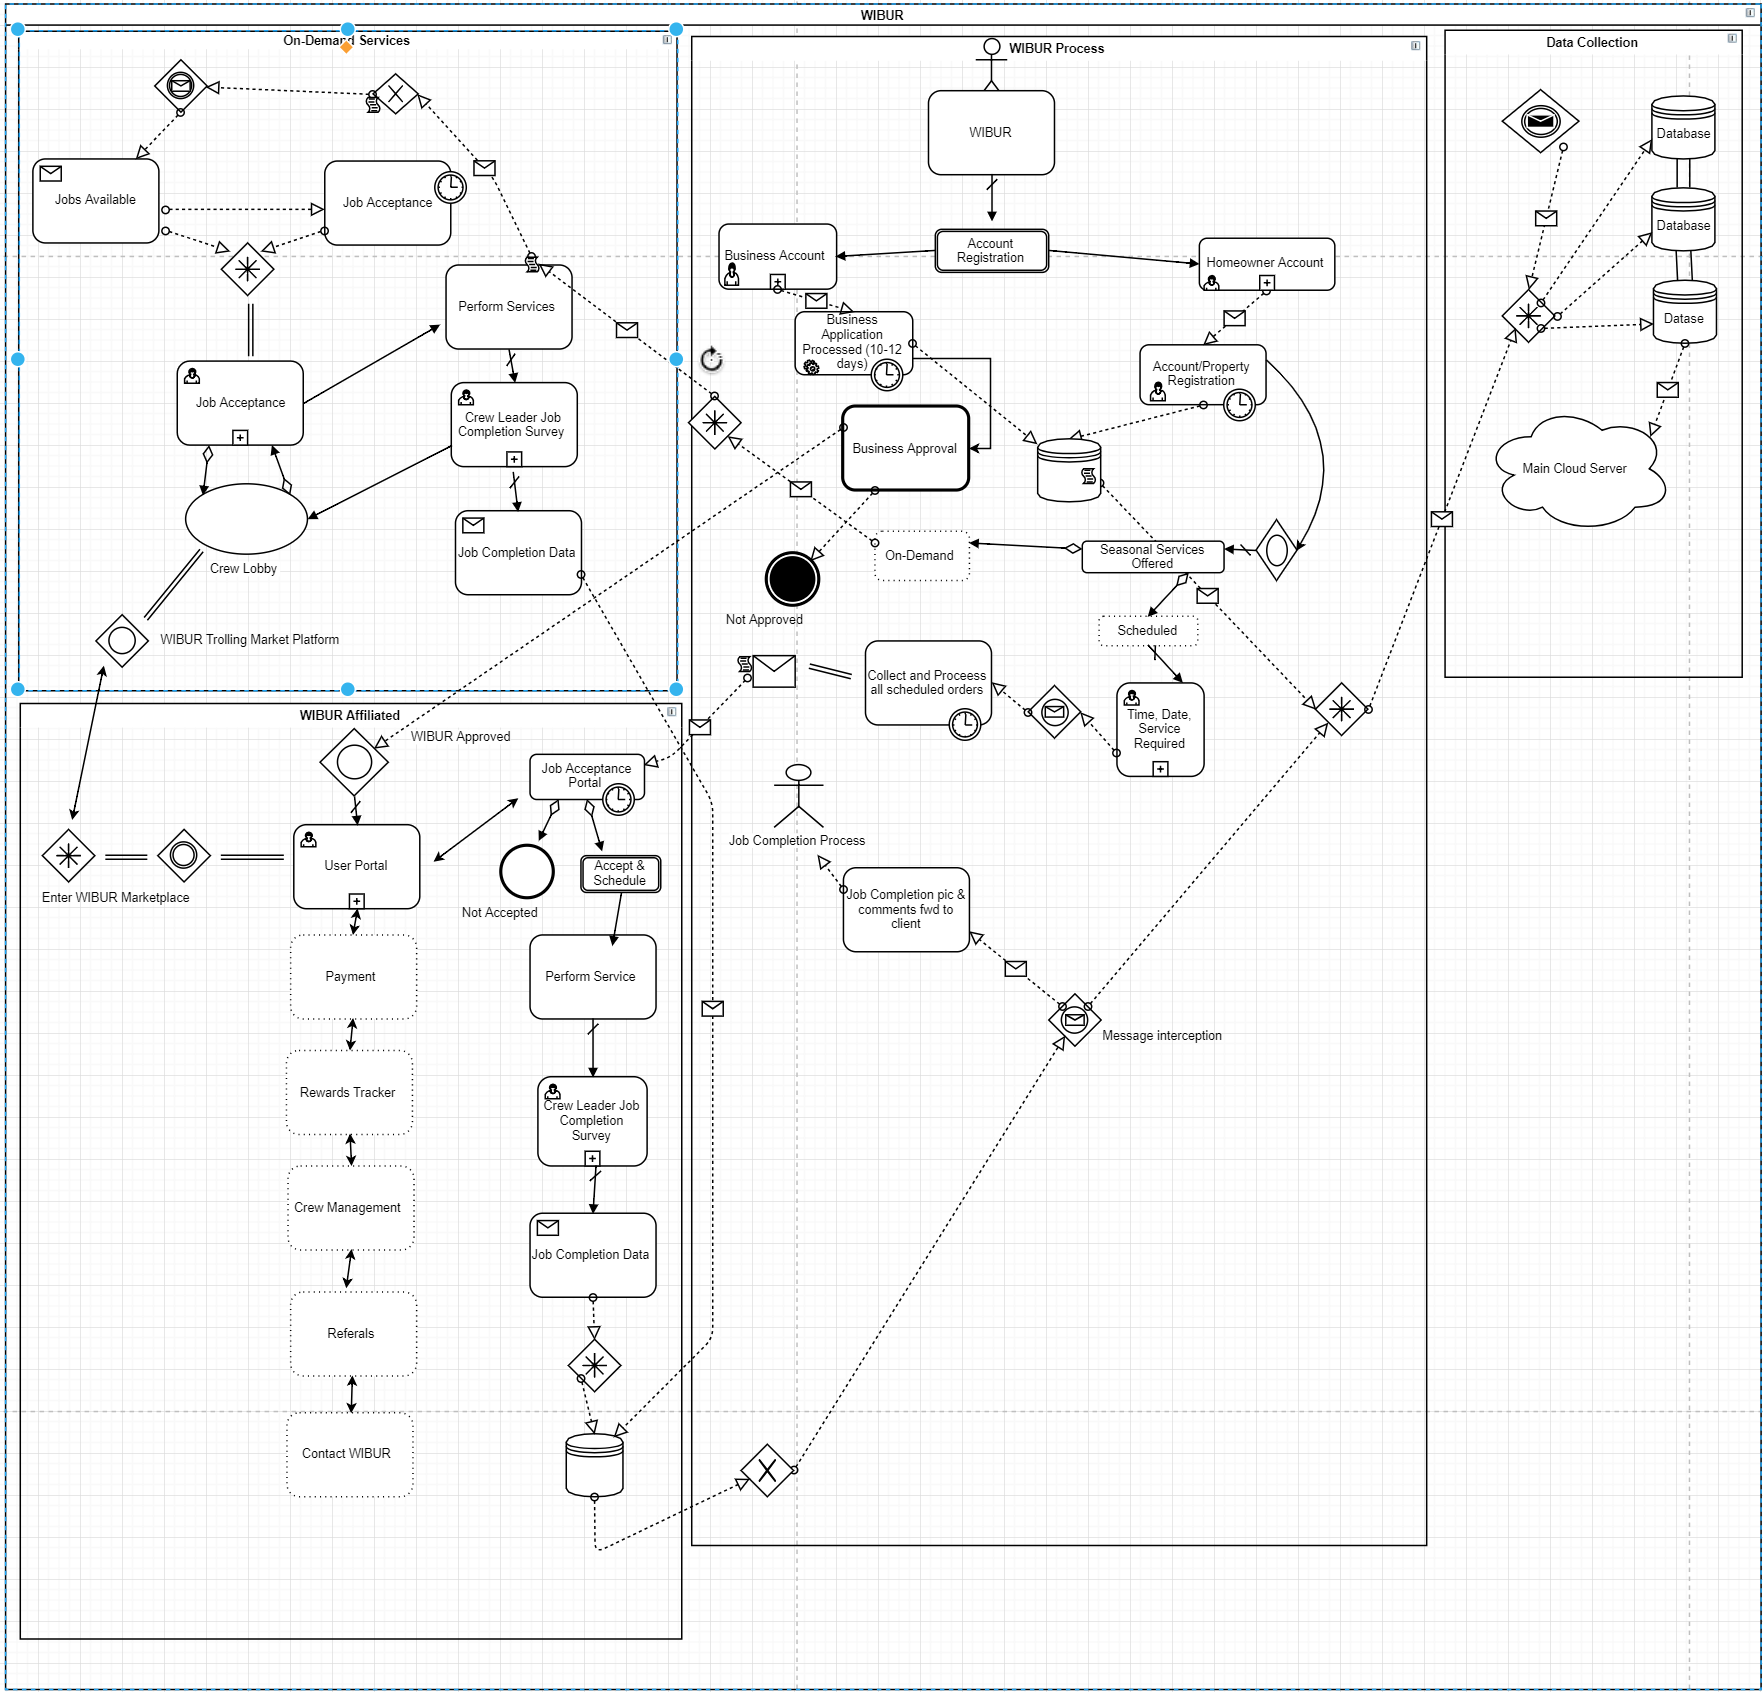 WIBUR
On-Demand Services
Jobs Available
Job Acceptance
Perform Services
Job Acceptance
Crew Leader Job
Completion Survey
Job Completion Data
Crew Lobby
WIBUR Trolling Market Platform
WIBUR Process
WIBUR
Account
Registration
Business Account
Homeowner Account
Business
Application
Processed (10-12
days)
Account/Property
Registration
Business Approval
Not Approved
On-Demand
Seasonal Services
Offered
Scheduled
Collect and Proceess
all scheduled orders
Time, Date,
Service
Required
Job Completion Process
Job Completion pic &
comments fwd to
client
Message interception
Data Collection
Database
Database
Datase
Main Cloud Server
WIBUR Affiliated
WIBUR Approved
Job Acceptance
Portal
User Portal
Enter WIBUR Marketplace
Not Accepted
Accept &
Schedule
Payment
Perform Service
Rewards Tracker
Crew Leader Job
Completion
Survey
Crew Management
Job Completion Data
Referrals
Contact WIBUR